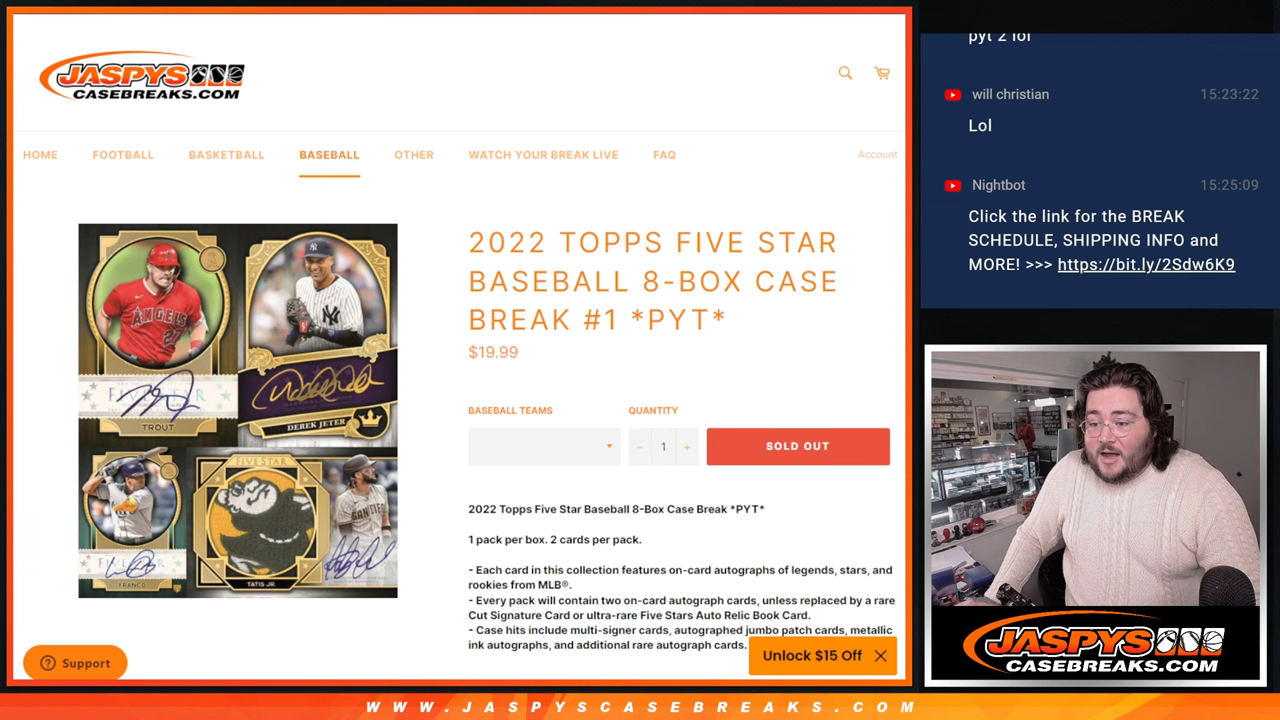 JASPYS
CASEBREAKS.COM
HOME
FOOTBALL
BASKETBALL
BASEBALL
OTHER
WATCH YOUR BREAK LIVE
FAQ
Account
ANGELS
27
FIVE STAR
TROUT
DEREK JETER
FRANCO
FIVE STAR
SAN DIEGO
TATIS JR.
2022 TOPPS FIVE STAR
BASEBALL 8-BOX CASE
BREAK #1 *PYT*
$19.99
BASEBALL TEAMS
QUANTITY
− 1 +
SOLD OUT
2022 Topps Five Star Baseball 8-Box Case Break *PYT*
1 pack per box. 2 cards per pack.
- Each card in this collection features on-card autographs of legends, stars, and
rookies from MLB®.
- Every pack will contain two on-card autograph cards, unless replaced by a rare
Cut Signature Card or ultra-rare Five Stars Auto Relic Book Card.
- Case hits include multi-signer cards, autographed jumbo patch cards, metallic
ink autographs, and additional rare autograph cards.
Support
Unlock $15 Off
WWW.JASPYSCASEBREAKS.COM
pyt 2 lol
will christian 15:23:22
Lol
Nightbot 15:25:09
Click the link for the BREAK
SCHEDULE, SHIPPING INFO and
MORE! >>> https://bit.ly/2Sdw6K9
JASPYS
CASEBREAKS.COM